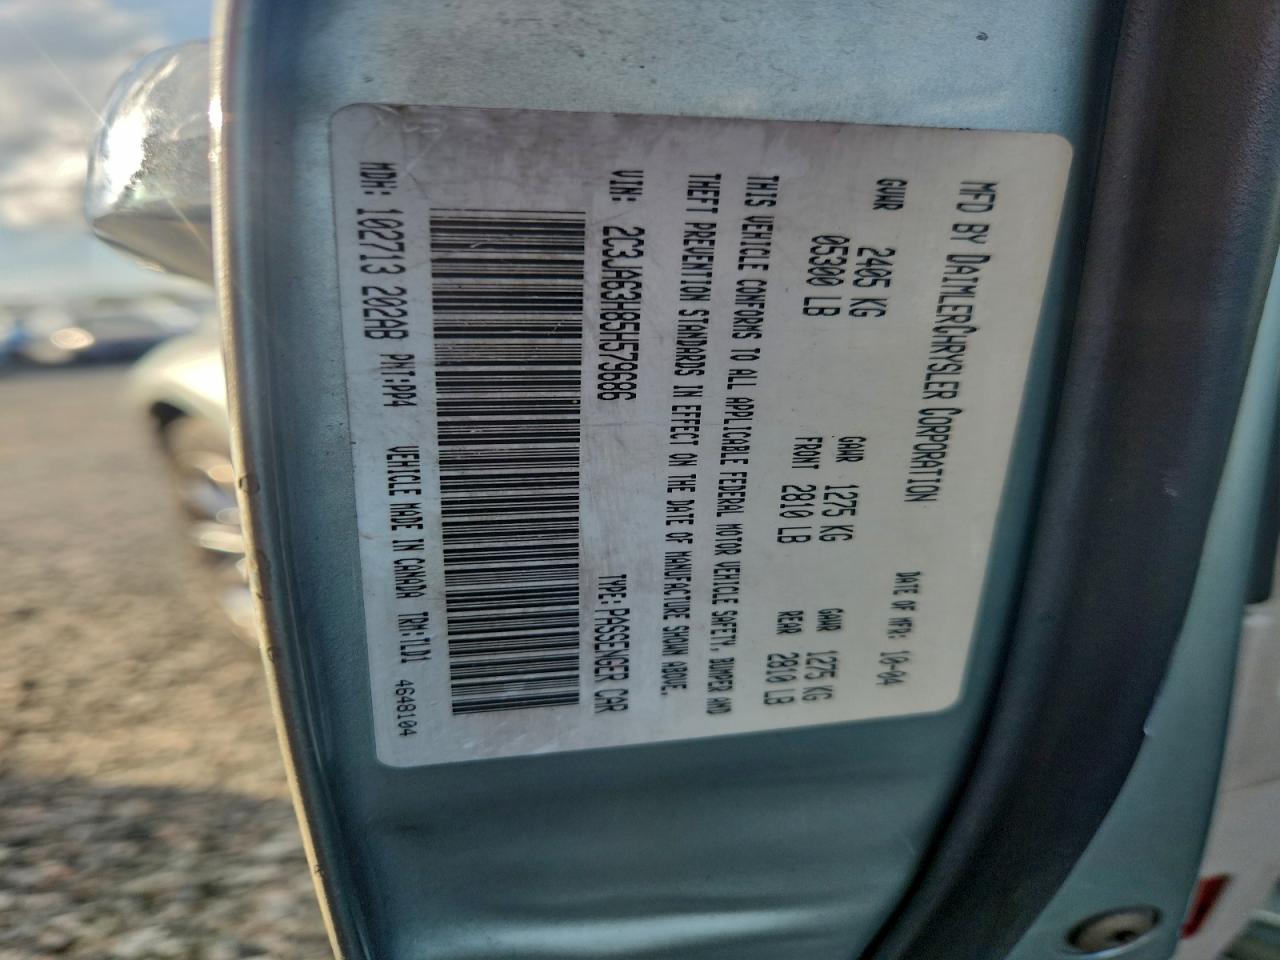 MFD BY DAIMLERCHRYSLER CORPORATION DATE OF MFR: 10-04
GVWR 2405 KG GAWR 1275 KG GAWR 1275 KG
05300 LB FRONT 2810 LB REAR 2810 LB
THIS VEHICLE CONFORMS TO ALL APPLICABLE FEDERAL MOTOR VEHICLE SAFETY, BUMPER AND
THEFT PREVENTION STANDARDS IN EFFECT ON THE DATE OF MANUFACTURE SHOWN ABOVE.
VIN: 2C3JA63H85H579686 TYPE: PASSENGER CAR
MDH: 102713 202AB PNT:PP4 VEHICLE MADE IN CANADA TRM:TLD1 4648104